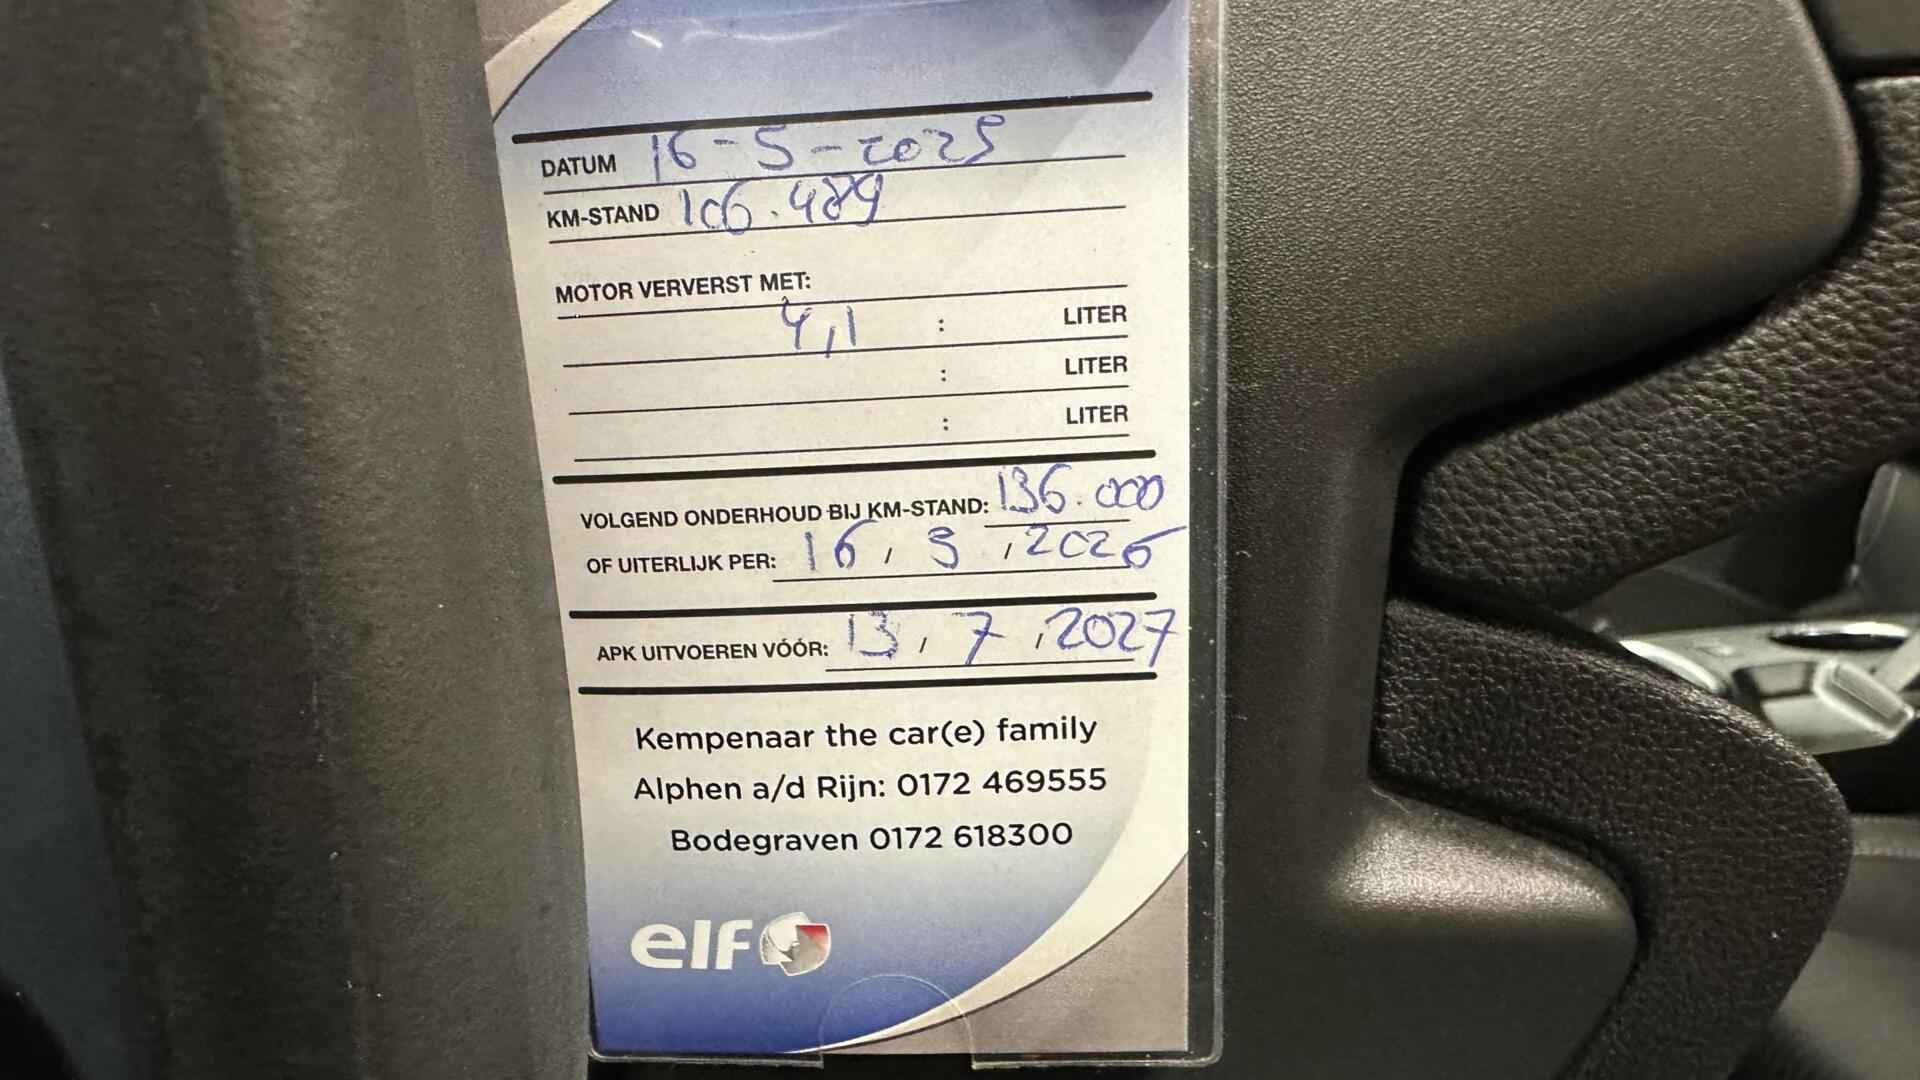 DATUM 16-5-2025
KM-STAND 106.489
MOTOR VERVERST MET:
4,1 : LITER
: LITER
: LITER
VOLGEND ONDERHOUD BIJ KM-STAND: 136.000
OF UITERLIJK PER: 16 / 5 / 2026
APK UITVOEREN VÓÓR: 13 / 7 / 2027
Kempenaar the car(e) family
Alphen a/d Rijn: 0172 469555
Bodegraven 0172 618300
elf